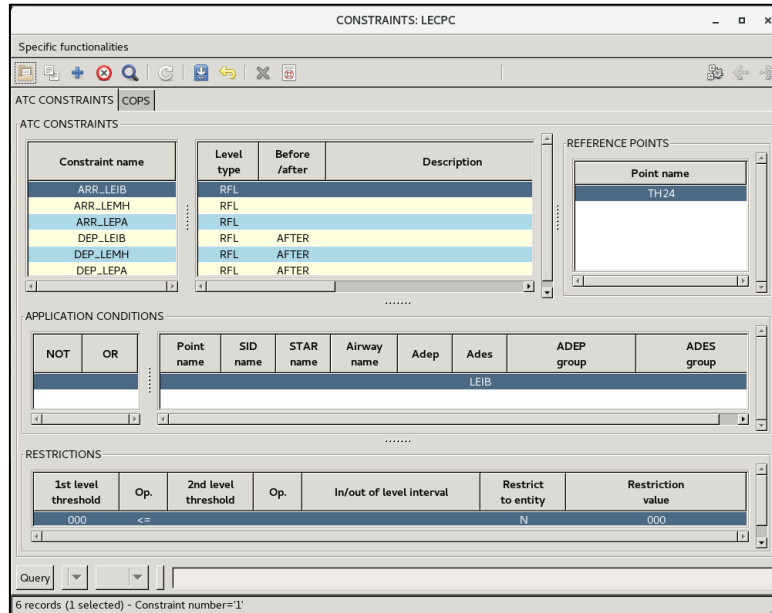 CONSTRAINTS: LECPC
Specific functionalities
ATC CONSTRAINTS COPS
ATC CONSTRAINTS
Constraint name
Level type Before /after Description
ARR_LEIB RFL
ARR_LEMH RFL
ARR_LEPA RFL
DEP_LEIB RFL AFTER
DEP_LEMH RFL AFTER
DEP_LEPA RFL AFTER
REFERENCE POINTS
Point name
TH24
APPLICATION CONDITIONS
NOT OR Point name SID name STAR name Airway name Adep Ades ADEP group ADES group
LEIB
RESTRICTIONS
1st level threshold Op. 2nd level threshold Op. In/out of level interval Restrict to entity Restriction value
000 <= N 000
Query
6 records (1 selected) - Constraint number='1'